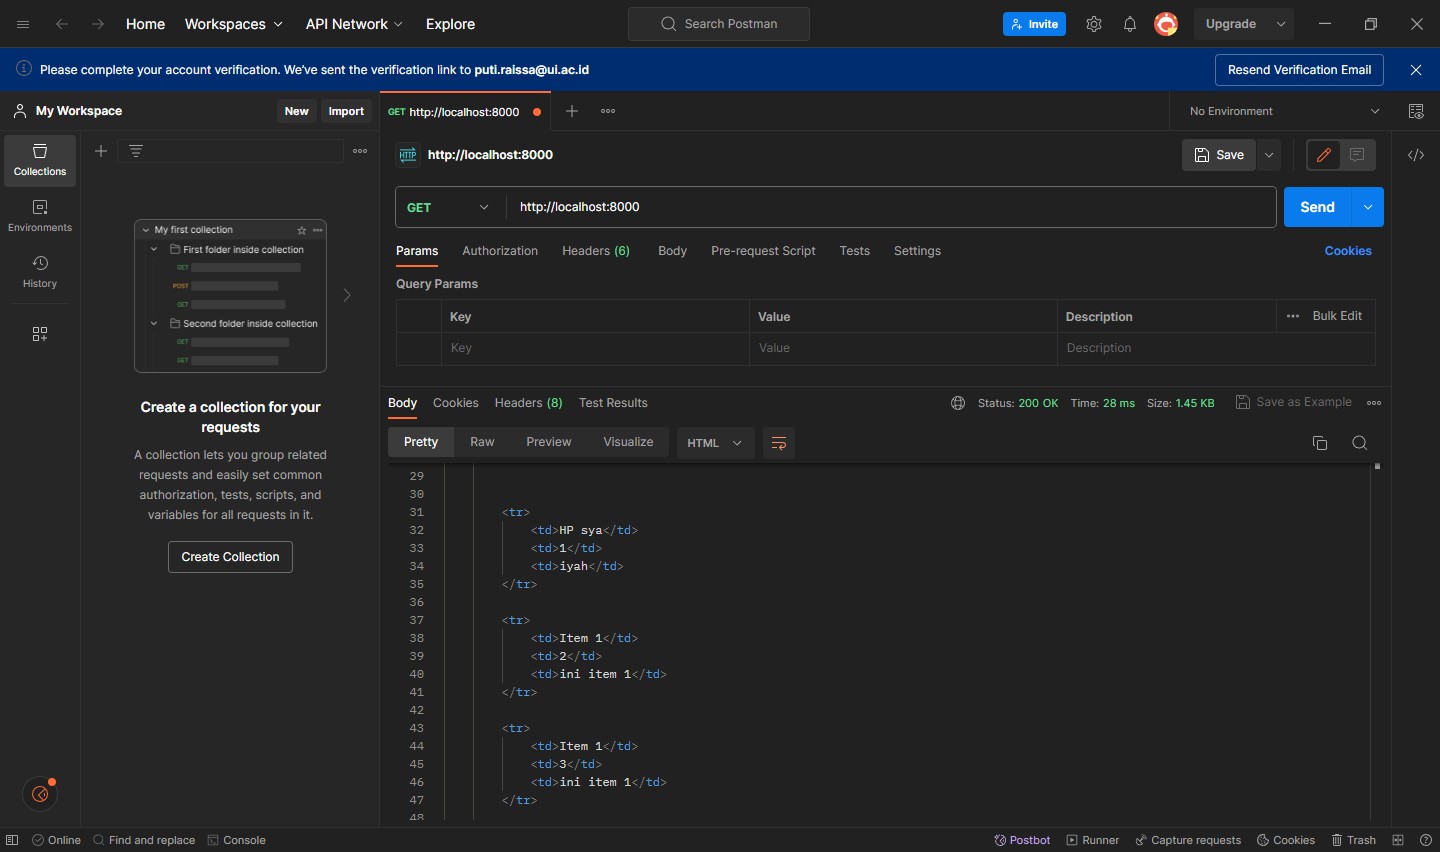 Home Workspaces API Network Explore Search Postman Invite Upgrade
Please complete your account verification. We've sent the verification link to puti.raissa@ui.ac.id Resend Verification Email
My Workspace New Import
GET http://localhost:8000 No Environment
Collections
Environments
History
My first collection
First folder inside collection
GET
POST
GET
Second folder inside collection
GET
GET
Create a collection for your
requests
A collection lets you group related
requests and easily set common
authorization, tests, scripts, and
variables for all requests in it.
Create Collection
HTTP http://localhost:8000 Save
GET http://localhost:8000 Send
Params Authorization Headers (6) Body Pre-request Script Tests Settings Cookies
Query Params
Key Value Description Bulk Edit
Key Value Description
Body Cookies Headers (8) Test Results Status: 200 OK Time: 28 ms Size: 1.45 KB Save as Example
Pretty Raw Preview Visualize HTML
29
30
31 <tr>
32 <td>HP sya</td>
33 <td>1</td>
34 <td>iyah</td>
35 </tr>
36
37 <tr>
38 <td>Item 1</td>
39 <td>2</td>
40 <td>ini item 1</td>
41 </tr>
42
43 <tr>
44 <td>Item 1</td>
45 <td>3</td>
46 <td>ini item 1</td>
47 </tr>
48
Online Find and replace Console Postbot Runner Capture requests Cookies Trash